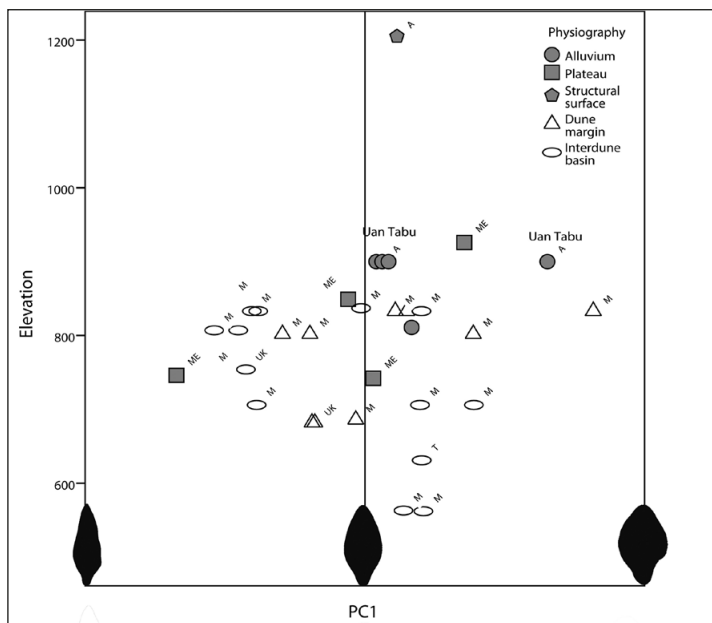 Physiography
Alluvium
Plateau
Structural
surface
Dune
margin
Interdune
basin
1200
A
1000
Uan Tabu
ME
Uan Tabu
A
A
ME
M
M
M
M
M
800
M
M
M
M
M
ME
M
UK
ME
M
M
M
UK
M
T
600
M
M
Elevation
PC1